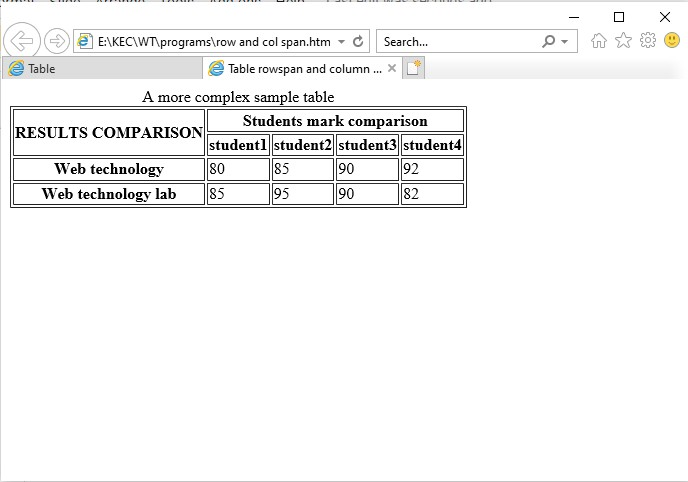 E:\KEC\WT\programs\row and col span.htm
Search...
Table
Table rowspan and column ...
A more complex sample table
RESULTS COMPARISON
Students mark comparison
student1 student2 student3 student4
Web technology 80 85 90 92
Web technology lab 85 95 90 82